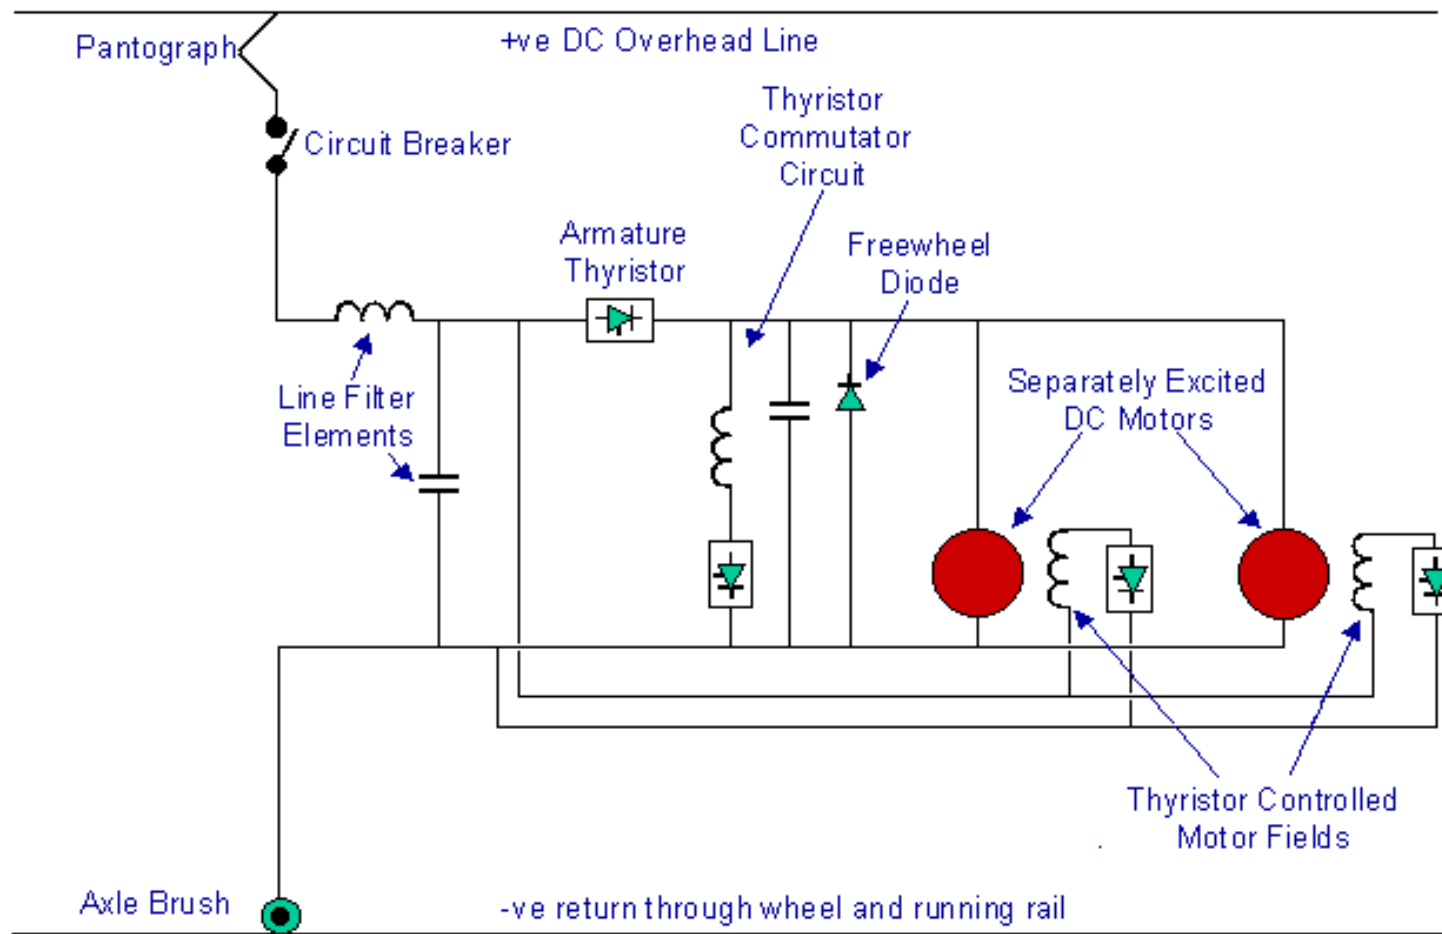 Pantograph
+ve DC Overhead Line
Thyristor
Commutator
Circuit
Circuit Breaker
Armature
Thyristor
Freewheel
Diode
Line Filter
Elements
Separately Excited
DC Motors
Thyristor Controlled
Motor Fields
Axle Brush
-ve return through wheel and running rail